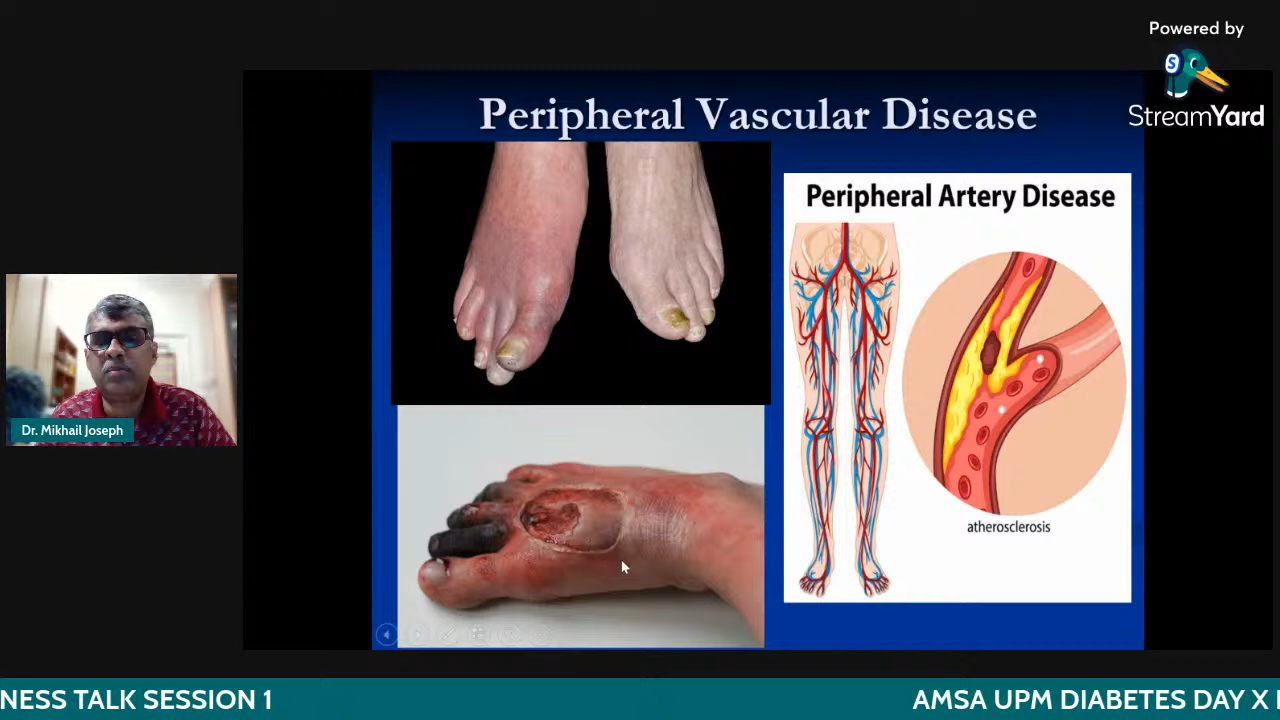 Powered by
S
StreamYard
Peripheral Vascular Disease
Peripheral Artery Disease
atherosclerosis
Dr. Mikhail Joseph
NESS TALK SESSION 1
AMSA UPM DIABETES DAY X